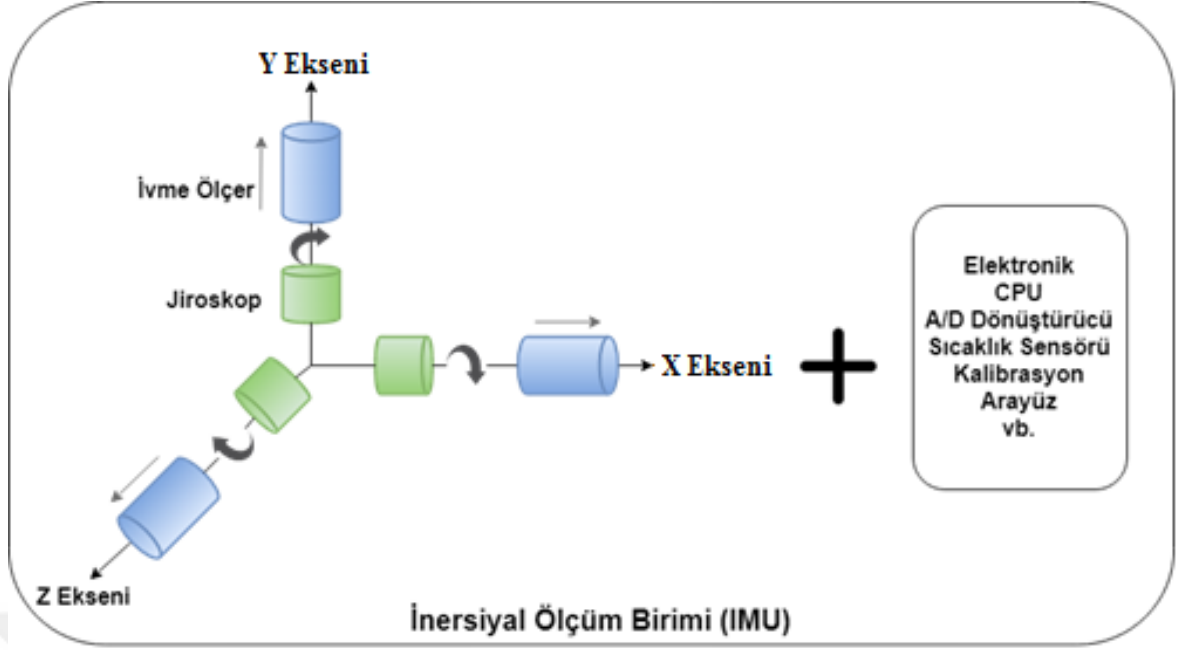 Y Ekseni
İvme Ölçer
Jiroskop
X Ekseni
Z Ekseni
Elektronik
CPU
A/D Dönüştürücü
Sıcaklık Sensörü
Kalibrasyon
Arayüz
vb.
İnersiyal Ölçüm Birimi (IMU)